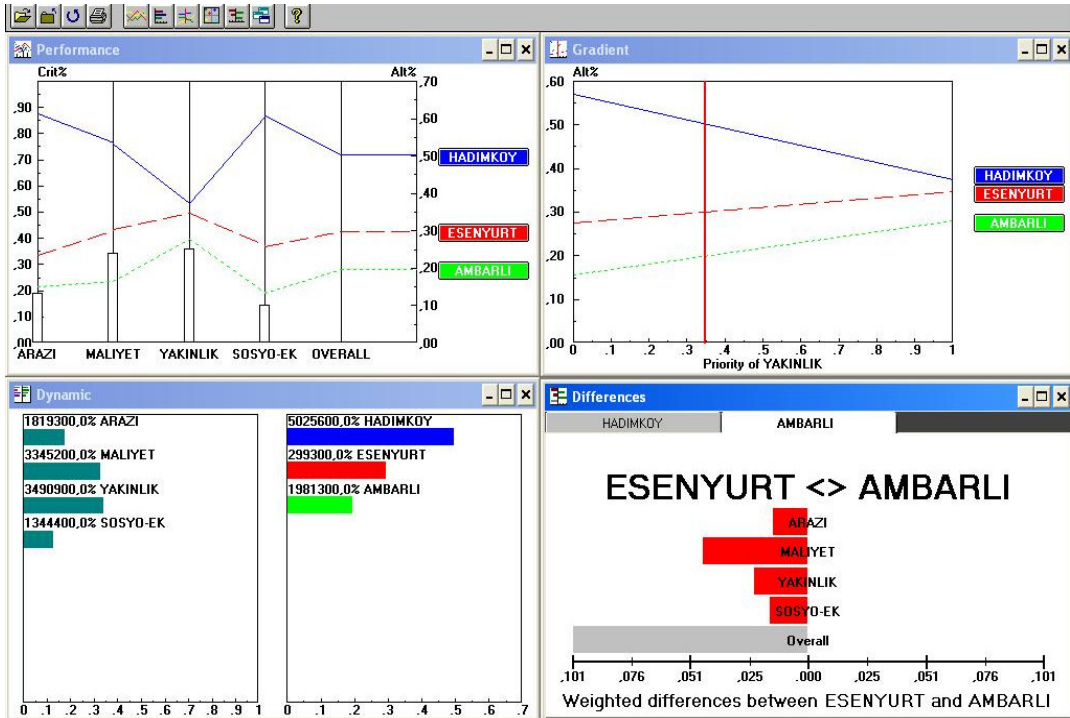 Performance
Crit%
Alt%
,90
,80
,70
,60
,50
,40
,30
,20
,10
,00
,70
,60
,50
,40
,30
,20
,10
,00
HADIMKOY
ESENYURT
AMBARLI
ARAZI MALIYET YAKINLIK SOSYO-EK OVERALL
Gradient
Alt%
,60
,50
,40
,30
,20
,10
,00
HADIMKOY
ESENYURT
AMBARLI
0 .1 .2 .3 .4 .5 .6 .7 .8 .9 1
Priority of YAKINLIK
Dynamic
1819300,0% ARAZI
3345200,0% MALIYET
3490900,0% YAKINLIK
1344400,0% SOSYO-EK
0 .1 .2 .3 .4 .5 .6 .7 .8 .9 1
5025600,0% HADIMKOY
299300,0% ESENYURT
1981300,0% AMBARLI
0 .1 .2 .3 .4 .5 .6 .7
Differences
HADIMKOY AMBARLI
ESENYURT <> AMBARLI
ARAZI
MALIYET
YAKINLIK
SOSYO-EK
Overall
,101 ,076 ,051 ,025 ,000 ,025 ,051 ,076 ,101
Weighted differences between ESENYURT and AMBARLI